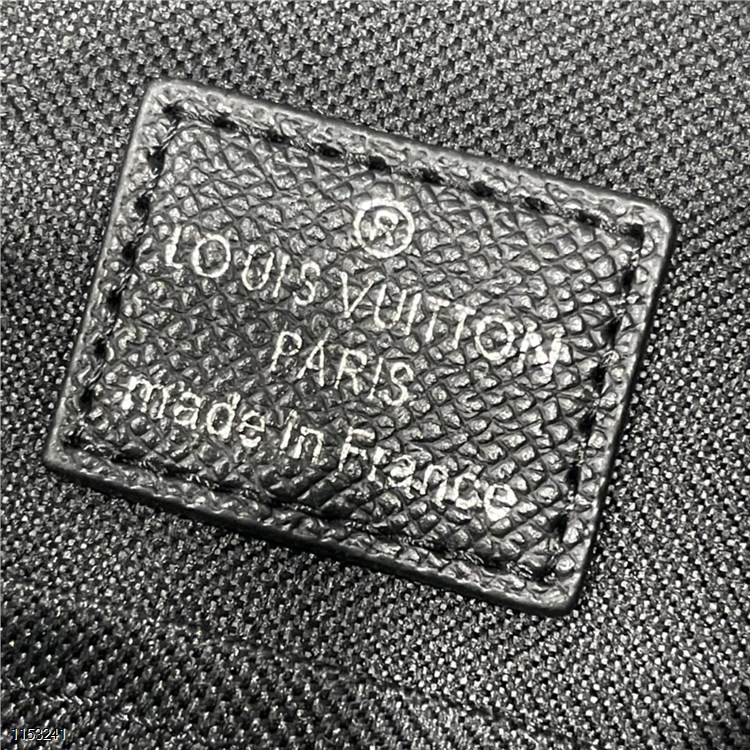 ®
LOUIS VUITTON
PARIS
made in France
1153241